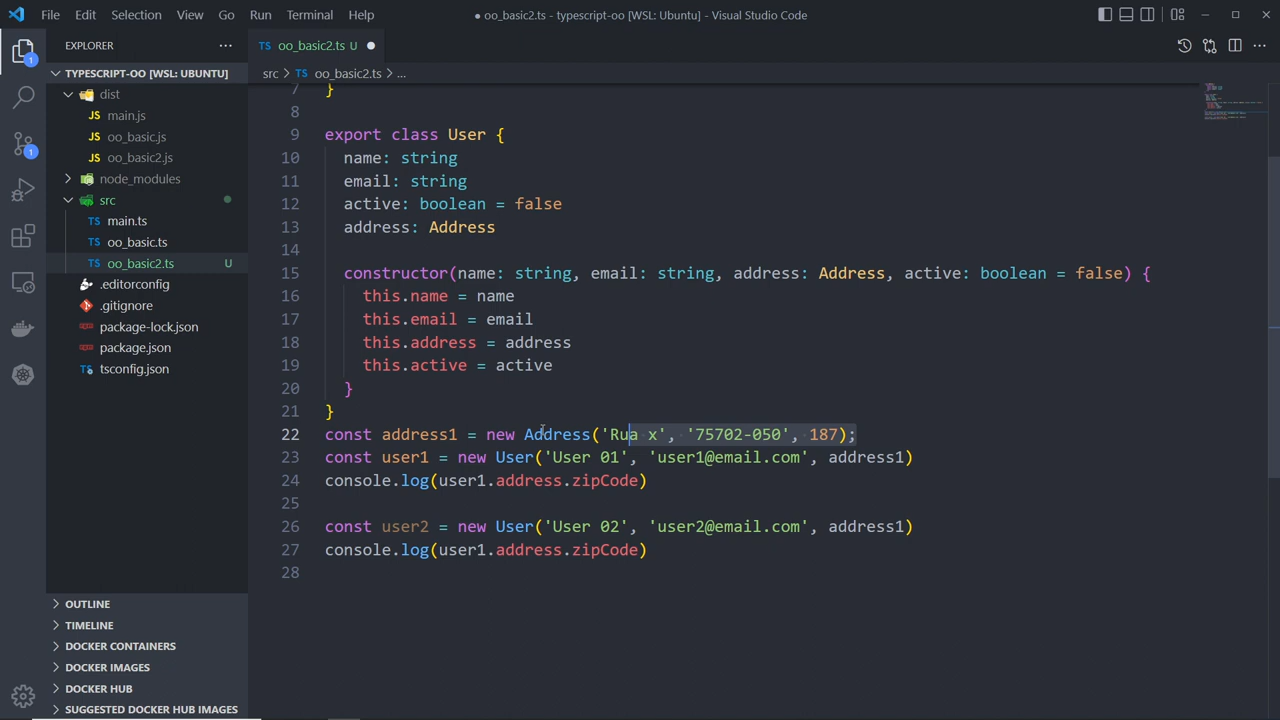 File Edit Selection View Go Run Terminal Help
● oo_basic2.ts - typescript-oo [WSL: Ubuntu] - Visual Studio Code
EXPLORER
TS oo_basic2.ts U
TYPESCRIPT-OO [WSL: UBUNTU]
src > TS oo_basic2.ts > ...
dist
JS main.js
JS oo_basic.js
JS oo_basic2.js
node_modules
src
TS main.ts
TS oo_basic.ts
TS oo_basic2.ts U
.editorconfig
.gitignore
package-lock.json
package.json
tsconfig.json
OUTLINE
TIMELINE
DOCKER CONTAINERS
DOCKER IMAGES
DOCKER HUB
SUGGESTED DOCKER HUB IMAGES
1
1
7 }
8
9 export class User {
10 name: string
11 email: string
12 active: boolean = false
13 address: Address
14
15 constructor(name: string, email: string, address: Address, active: boolean = false) {
16 this.name = name
17 this.email = email
18 this.address = address
19 this.active = active
20 }
21 }
22 const address1 = new Address('Rua x', '75702-050', 187);
23 const user1 = new User('User 01', 'user1@email.com', address1)
24 console.log(user1.address.zipCode)
25
26 const user2 = new User('User 02', 'user2@email.com', address1)
27 console.log(user1.address.zipCode)
28